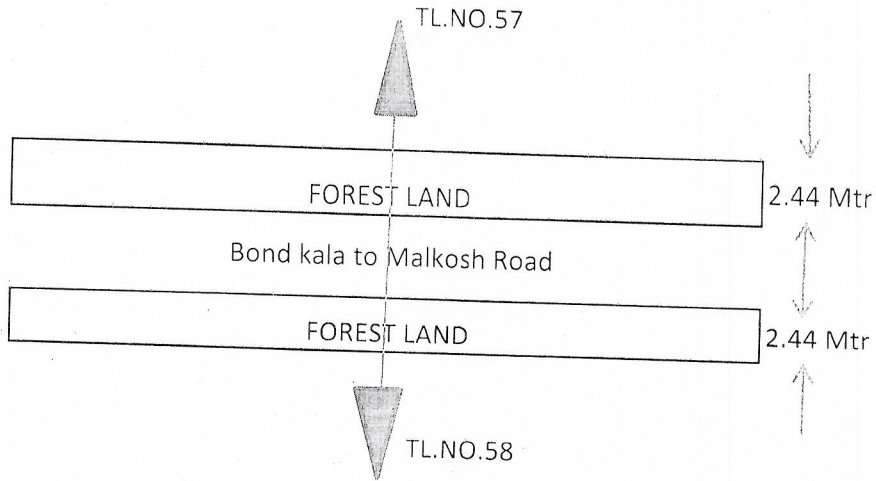 TL.NO.57
FOREST LAND
2.44 Mtr
Bond kala to Malkosh Road
FOREST LAND
2.44 Mtr
TL.NO.58